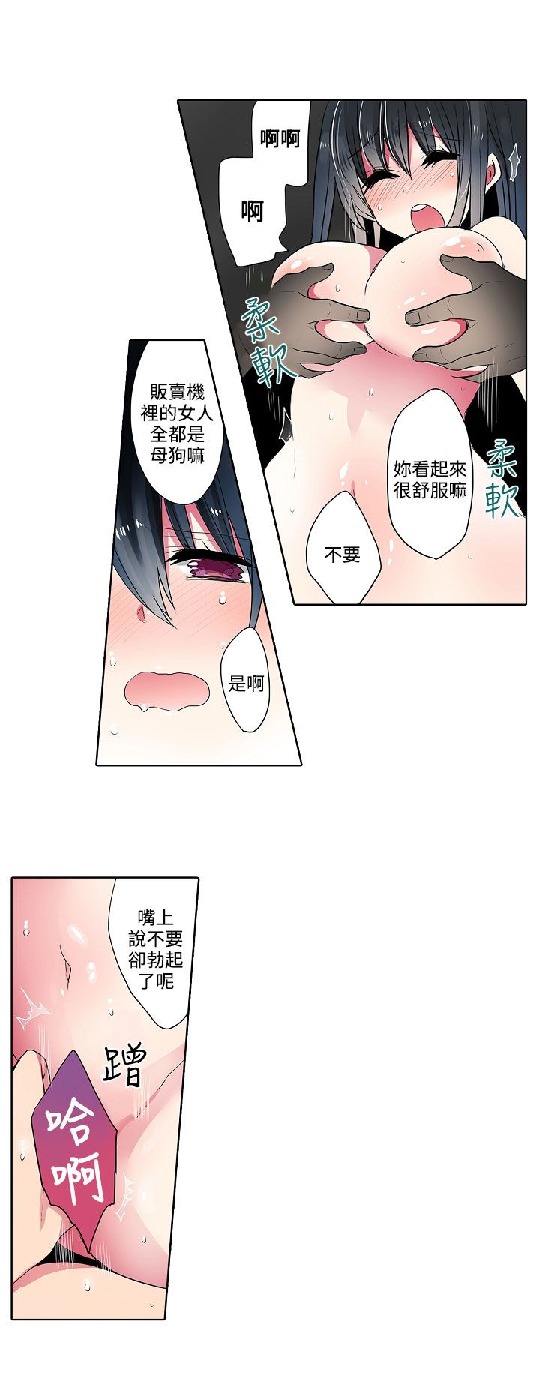 啊啊
啊
柔軟
妳看起來
很舒服嘛
柔軟
不要
販賣機
裡的女人
全都是
母狗嘛
是啊
嘴上
說不要
卻勃起
了呢
蹭
哈啊